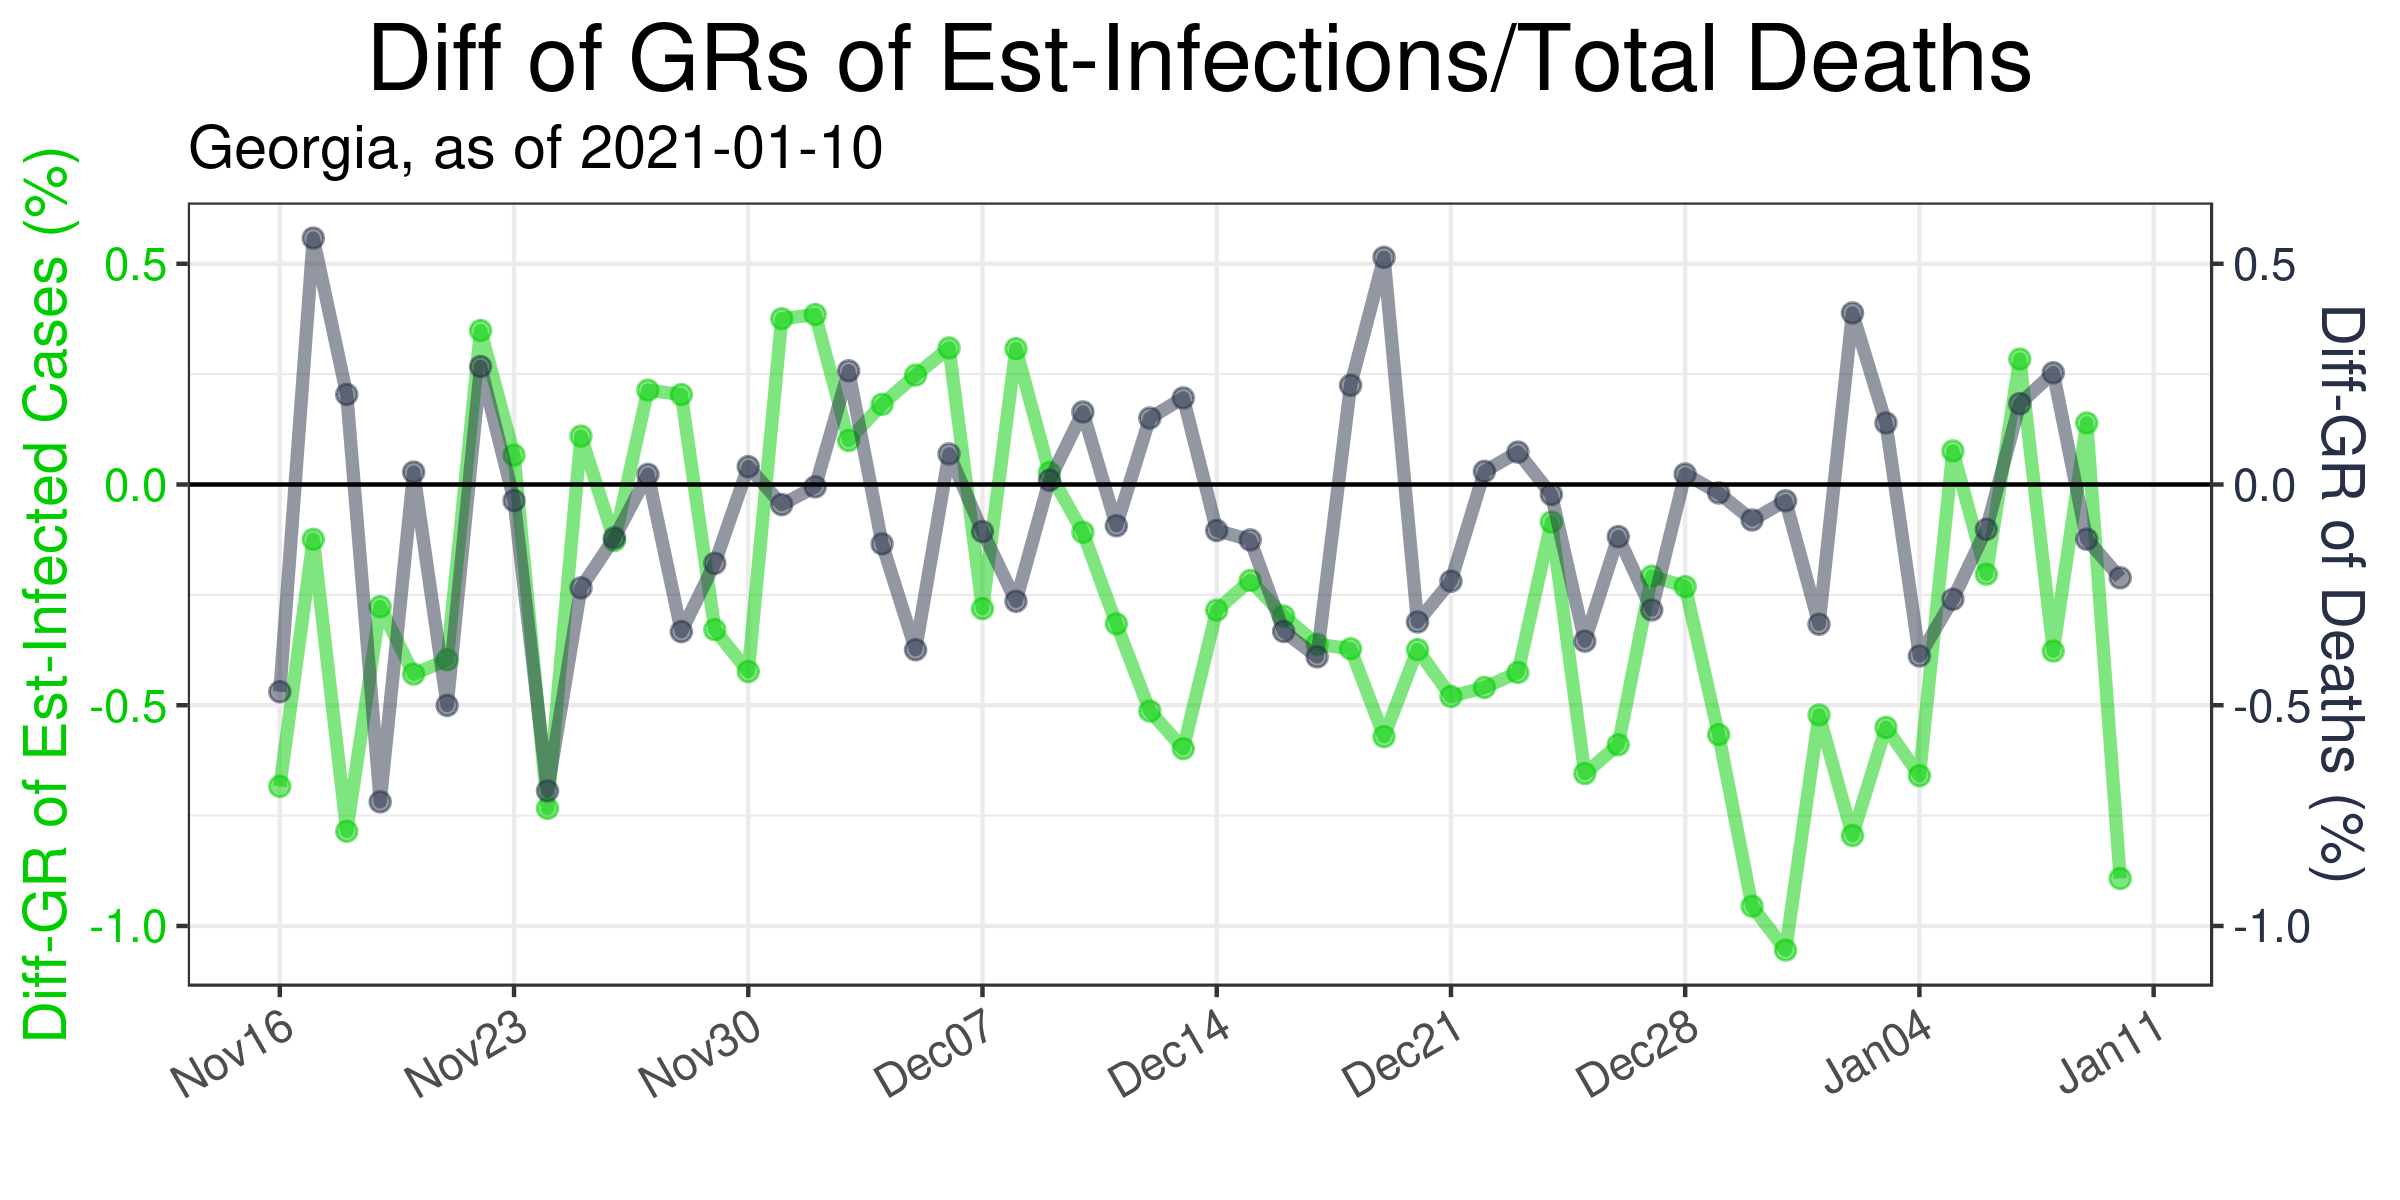 Diff of GRs of Est-Infections/Total Deaths
Georgia, as of 2021-01-10
Diff-GR of Est-Infected Cases (%)
0.5
0.0
-0.5
-1.0
0.5
0.0
-0.5
-1.0
Diff-GR of Deaths (%)
Nov16
Nov23
Nov30
Dec07
Dec14
Dec21
Dec28
Jan04
Jan11